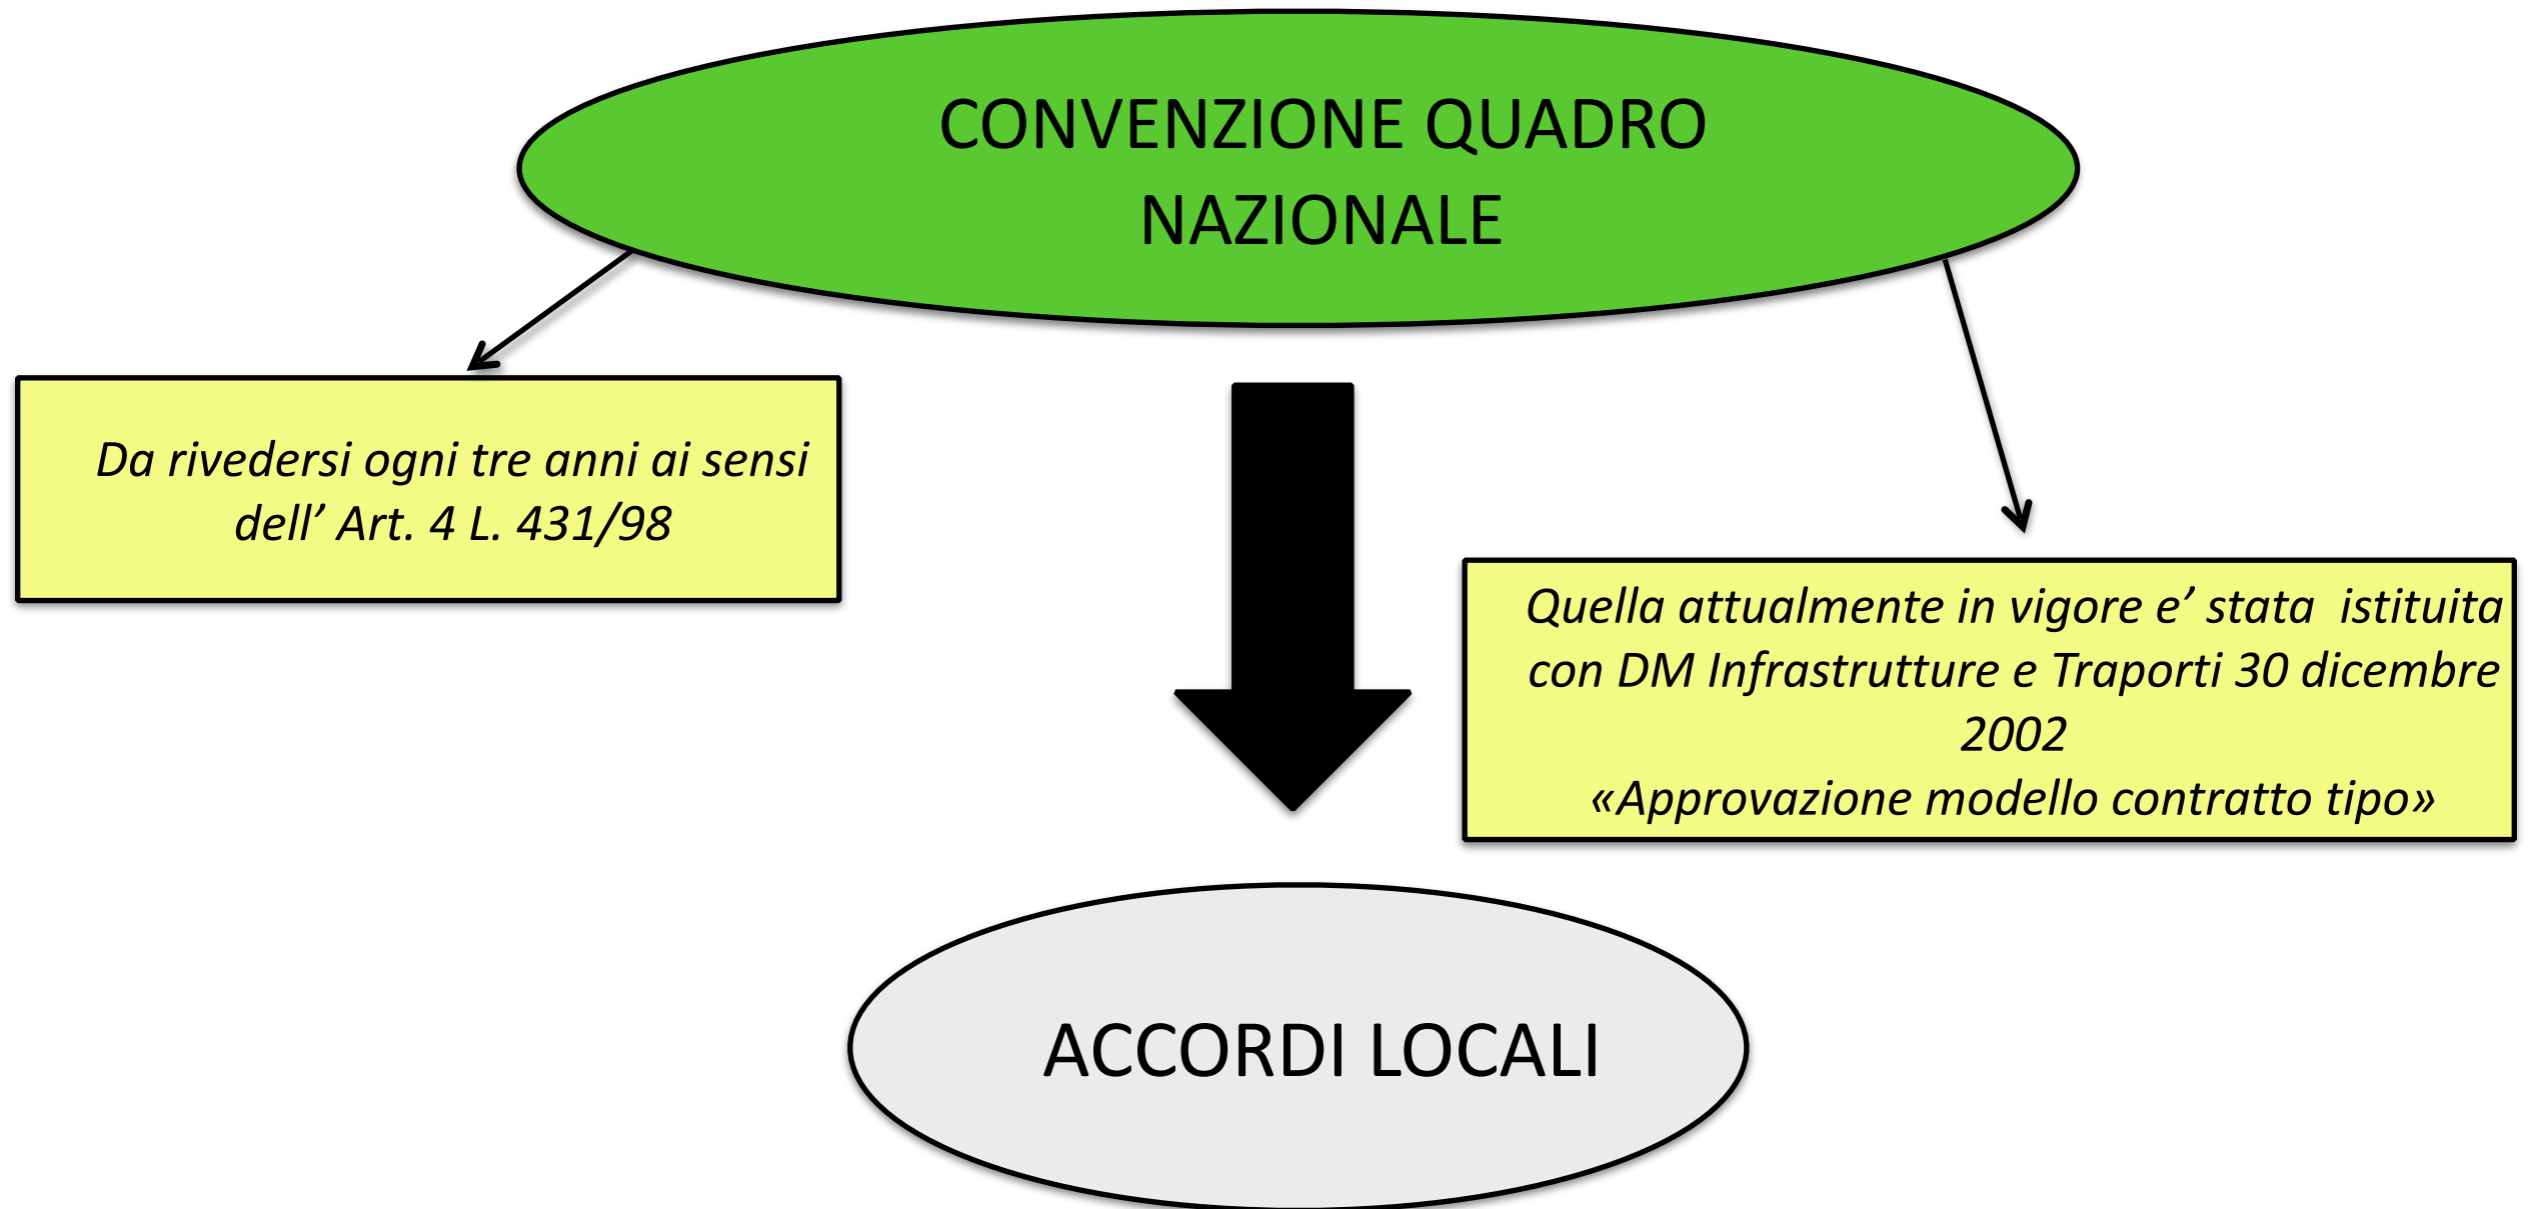 CONVENZIONE QUADRO
NAZIONALE
Da rivedersi ogni tre anni ai sensi
dell’ Art. 4 L. 431/98
Quella attualmente in vigore e’ stata  istituita
con DM Infrastrutture e Traporti 30 dicembre
2002
«Approvazione modello contratto tipo»
ACCORDI LOCALI